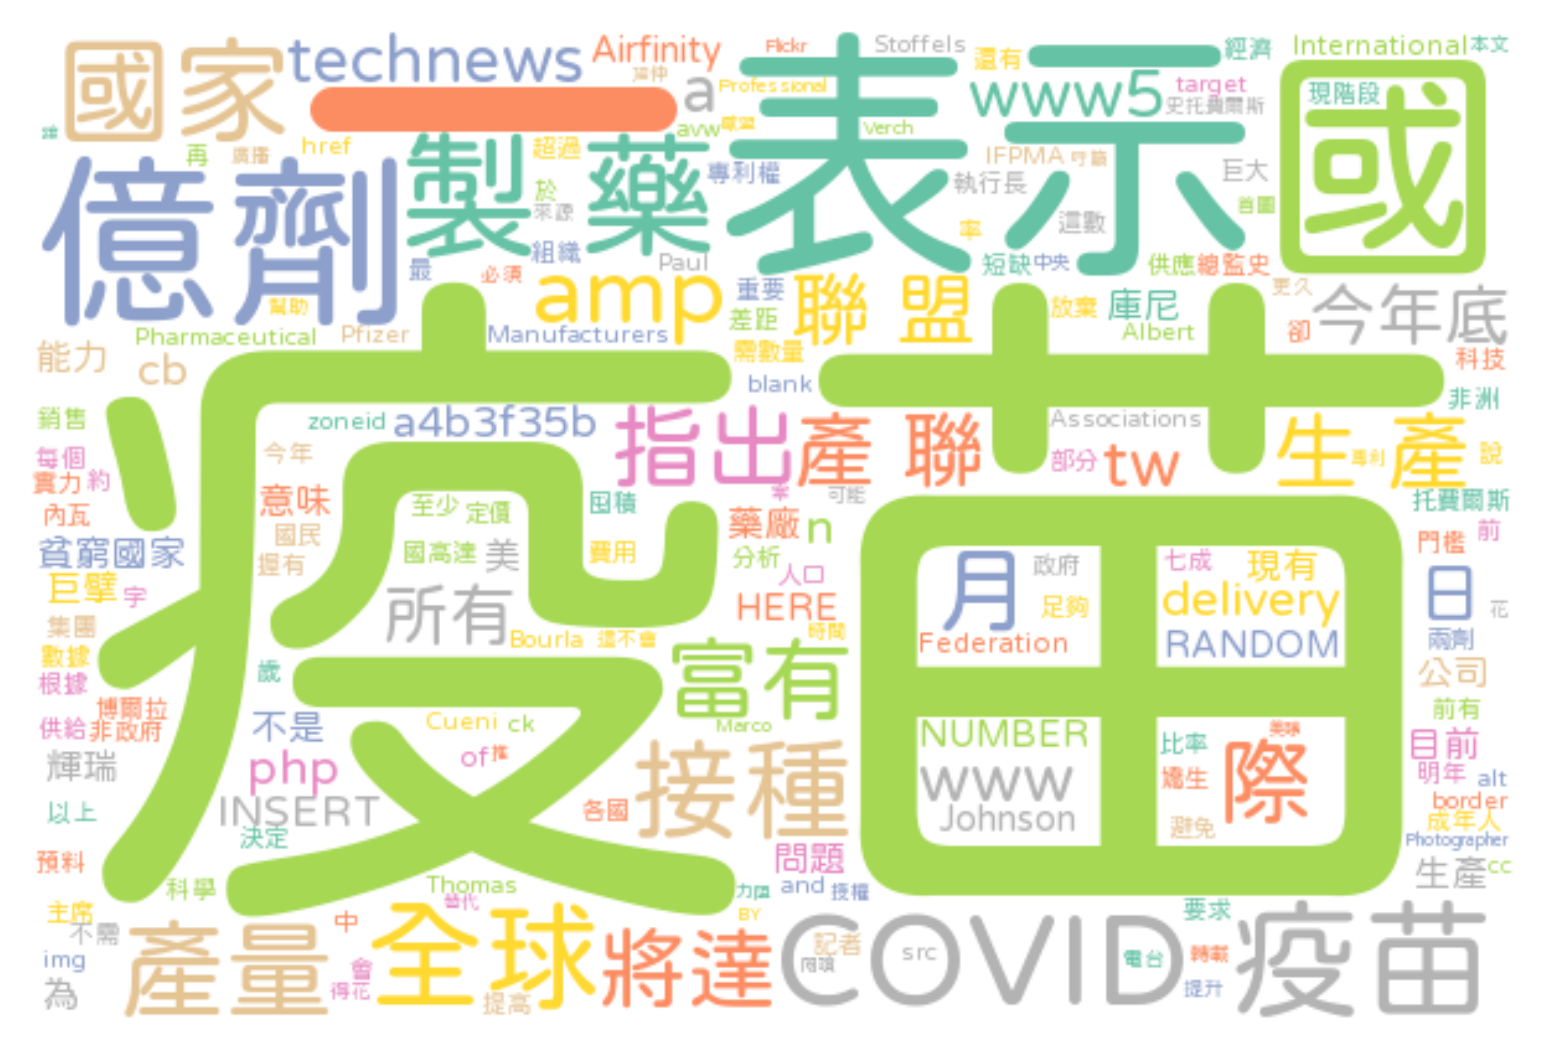 國家 technews Airfinity Flickr Stoffels 還有 經濟 International 本文
一 a Professional 表示 www5 target 現階段 國
史托費爾斯
再 廣播 href 製藥 超過 avw 歐盟 Verch
億劑 於 專利權 IFPMA 呼籲 執行長 巨大
來源 這數 首圖
最 組織 Paul 率
必須 短缺 中央 供應 總監史
幫助 amp 重要 聯盟 放棄 庫尼 更久 今年底
Pharmaceutical Pfizer Manufacturers 差距 Albert 卻
能力 cb 需數量 科技
疫苗 blank 非洲
銷售 zoneid a4b3f35b 指出 產 聯 Associations 生產
每個 今年 部分 tw 專利 說
實力 約 意味 至少 定價 囤積 可能 托費爾斯
內瓦 國民 藥廠 n 門檻 前
貧窮國家 握有 國高達 美 費用 分析 月 政府 七成 現有 日
巨擘 字 所有 人口 HERE 足夠 delivery 花
集團 Bourla 這不會 時間 Federation RANDOM 兩劑
數據 歲 富有 公司
根據 博爾拉 前有
供給 非政府 不是 Cueni ck Marco NUMBER 比率 美嘛 目前
輝瑞 php of 推 接種 www 嬌生 際 明年 alt
以上 INSERT 各國 Johnson 避免 border
決定 成年人
預料 問題 Photographer
科學 Thomas 力國 and 授權 生產 cc
主席 中 替代 BY 要求
不需 產量 全球 將達 COVID 記者 src 疫苗
img 會 電台 轉載
為 得花 提高 提升